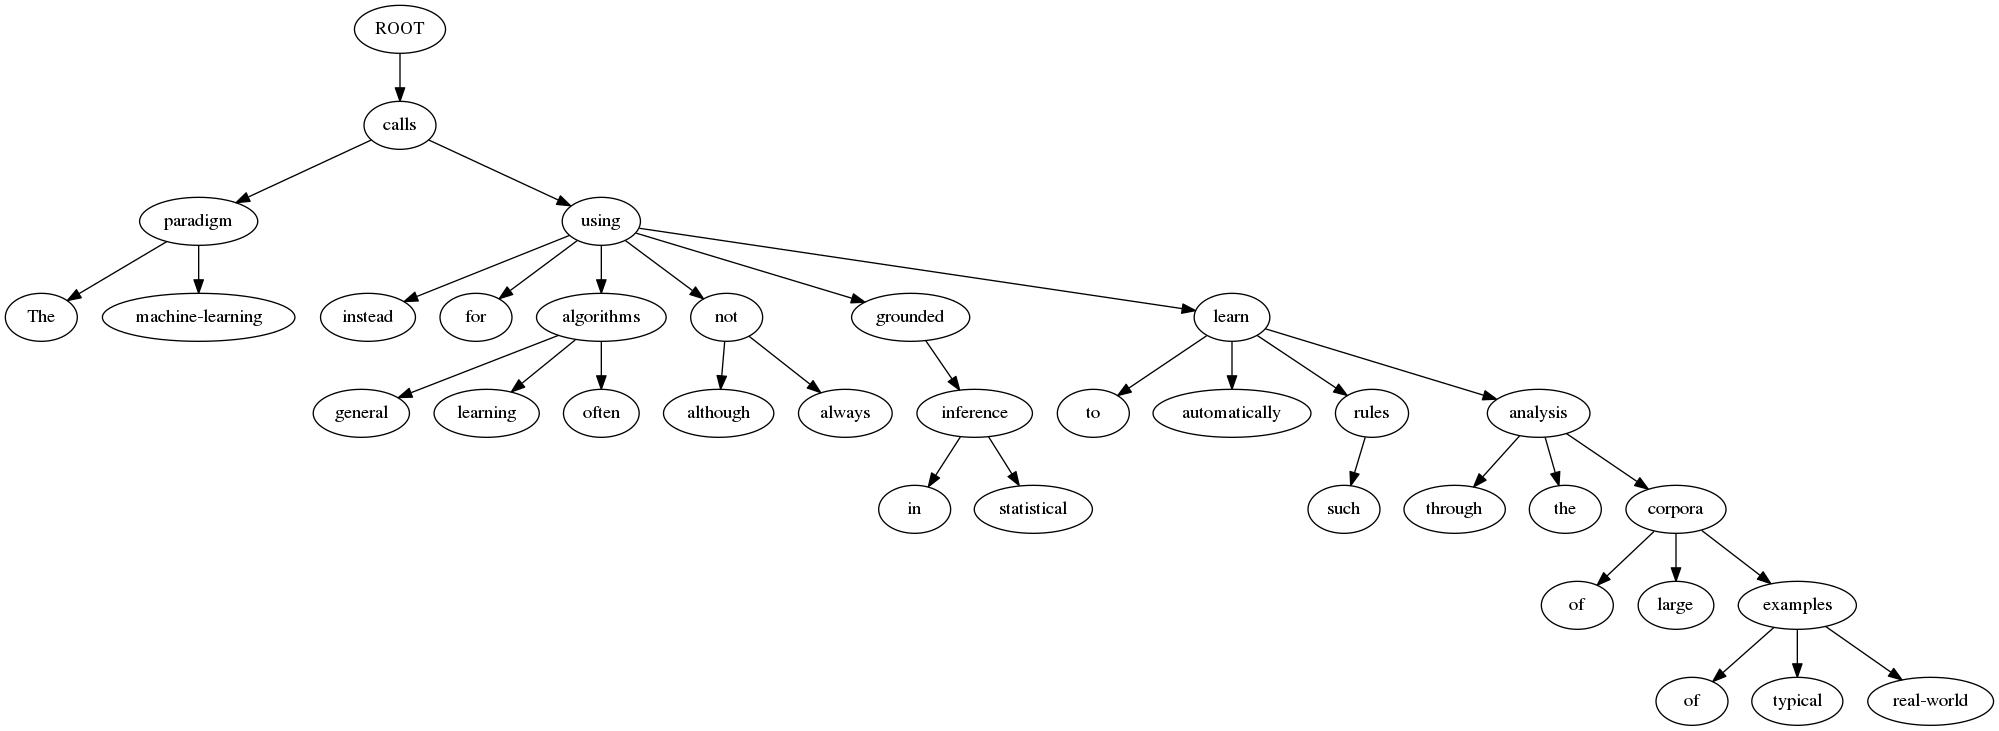 ROOT
calls
paradigm using
The machine-learning instead for algorithms not grounded learn
general learning often although always inference to automatically rules analysis
in statistical such through the corpora
of large examples
of typical real-world